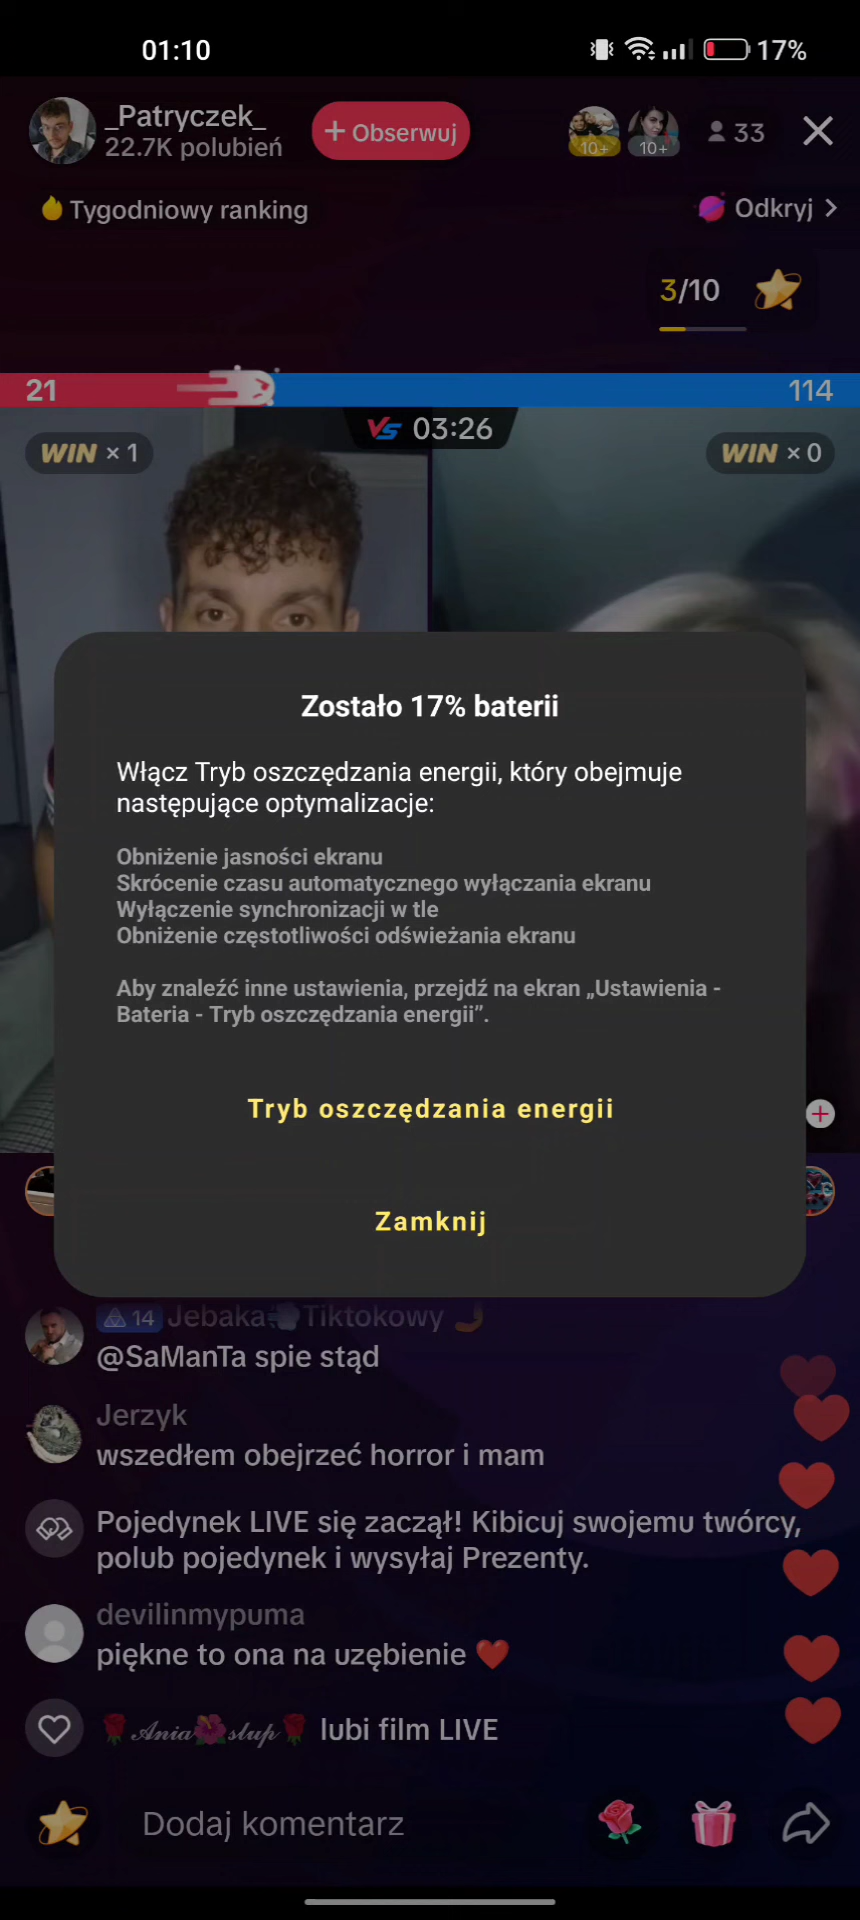 01:10
17%
_Patryczek_
22.7K polubień
+ Obserwuj
10+
10+
33
Tygodniowy ranking
Odkryj >
3/10
21
114
VS 03:26
WIN × 1
WIN × 0
Zostało 17% baterii
Włącz Tryb oszczędzania energii, który obejmuje
następujące optymalizacje:
Obniżenie jasności ekranu
Skrócenie czasu automatycznego wyłączania ekranu
Wyłączenie synchronizacji w tle
Obniżenie częstotliwości odświeżania ekranu
Aby znaleźć inne ustawienia, przejdź na ekran „Ustawienia -
Bateria - Tryb oszczędzania energii”.
Tryb oszczędzania energii
Zamknij
14 Jebaka💨Tiktokowy
@SaManTa spie stąd
Jerzyk
wszedłem obejrzeć horror i mam
Pojedynek LIVE się zaczął! Kibicuj swojemu twórcy,
polub pojedynek i wysyłaj Prezenty.
devilinmypuma
piękne to ona na uzębienie ❤️
🌹𝒜𝓃𝒾𝒶🌺𝓈ł𝓊𝓅🌹 lubi film LIVE
Dodaj komentarz